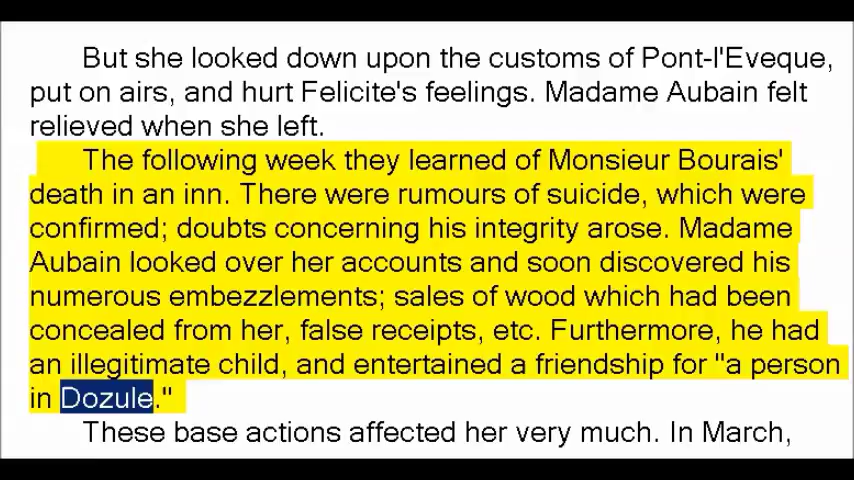 But she looked down upon the customs of Pont-l'Eveque,
put on airs, and hurt Felicite's feelings. Madame Aubain felt
relieved when she left.
The following week they learned of Monsieur Bourais'
death in an inn. There were rumours of suicide, which were
confirmed; doubts concerning his integrity arose. Madame
Aubain looked over her accounts and soon discovered his
numerous embezzlements; sales of wood which had been
concealed from her, false receipts, etc. Furthermore, he had
an illegitimate child, and entertained a friendship for "a person
in Dozule."
These base actions affected her very much. In March,